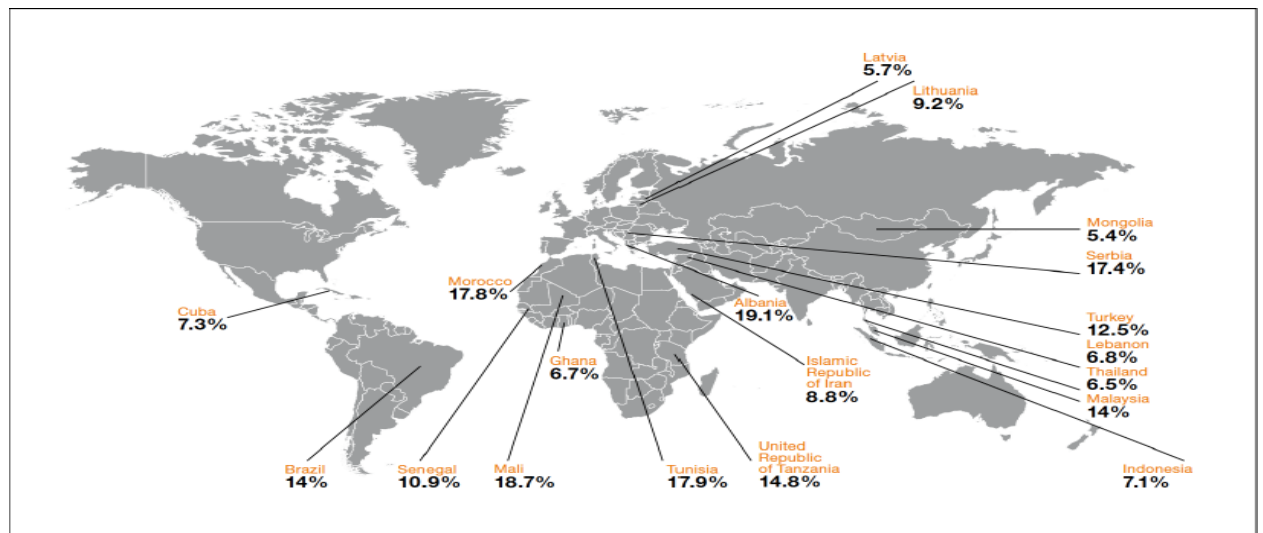 Latvia
5.7%
Lithuania
9.2%
Mongolia
5.4%
Serbia
17.4%
Morocco
17.8%
Albania
19.1%
Cuba
7.3%
Turkey
12.5%
Lebanon
6.8%
Ghana
6.7%
Islamic
Republic
of Iran
8.8%
Thailand
6.5%
Malaysia
14%
Brazil
14%
Senegal
10.9%
Mali
18.7%
Tunisia
17.9%
United
Republic
of Tanzania
14.8%
Indonesia
7.1%